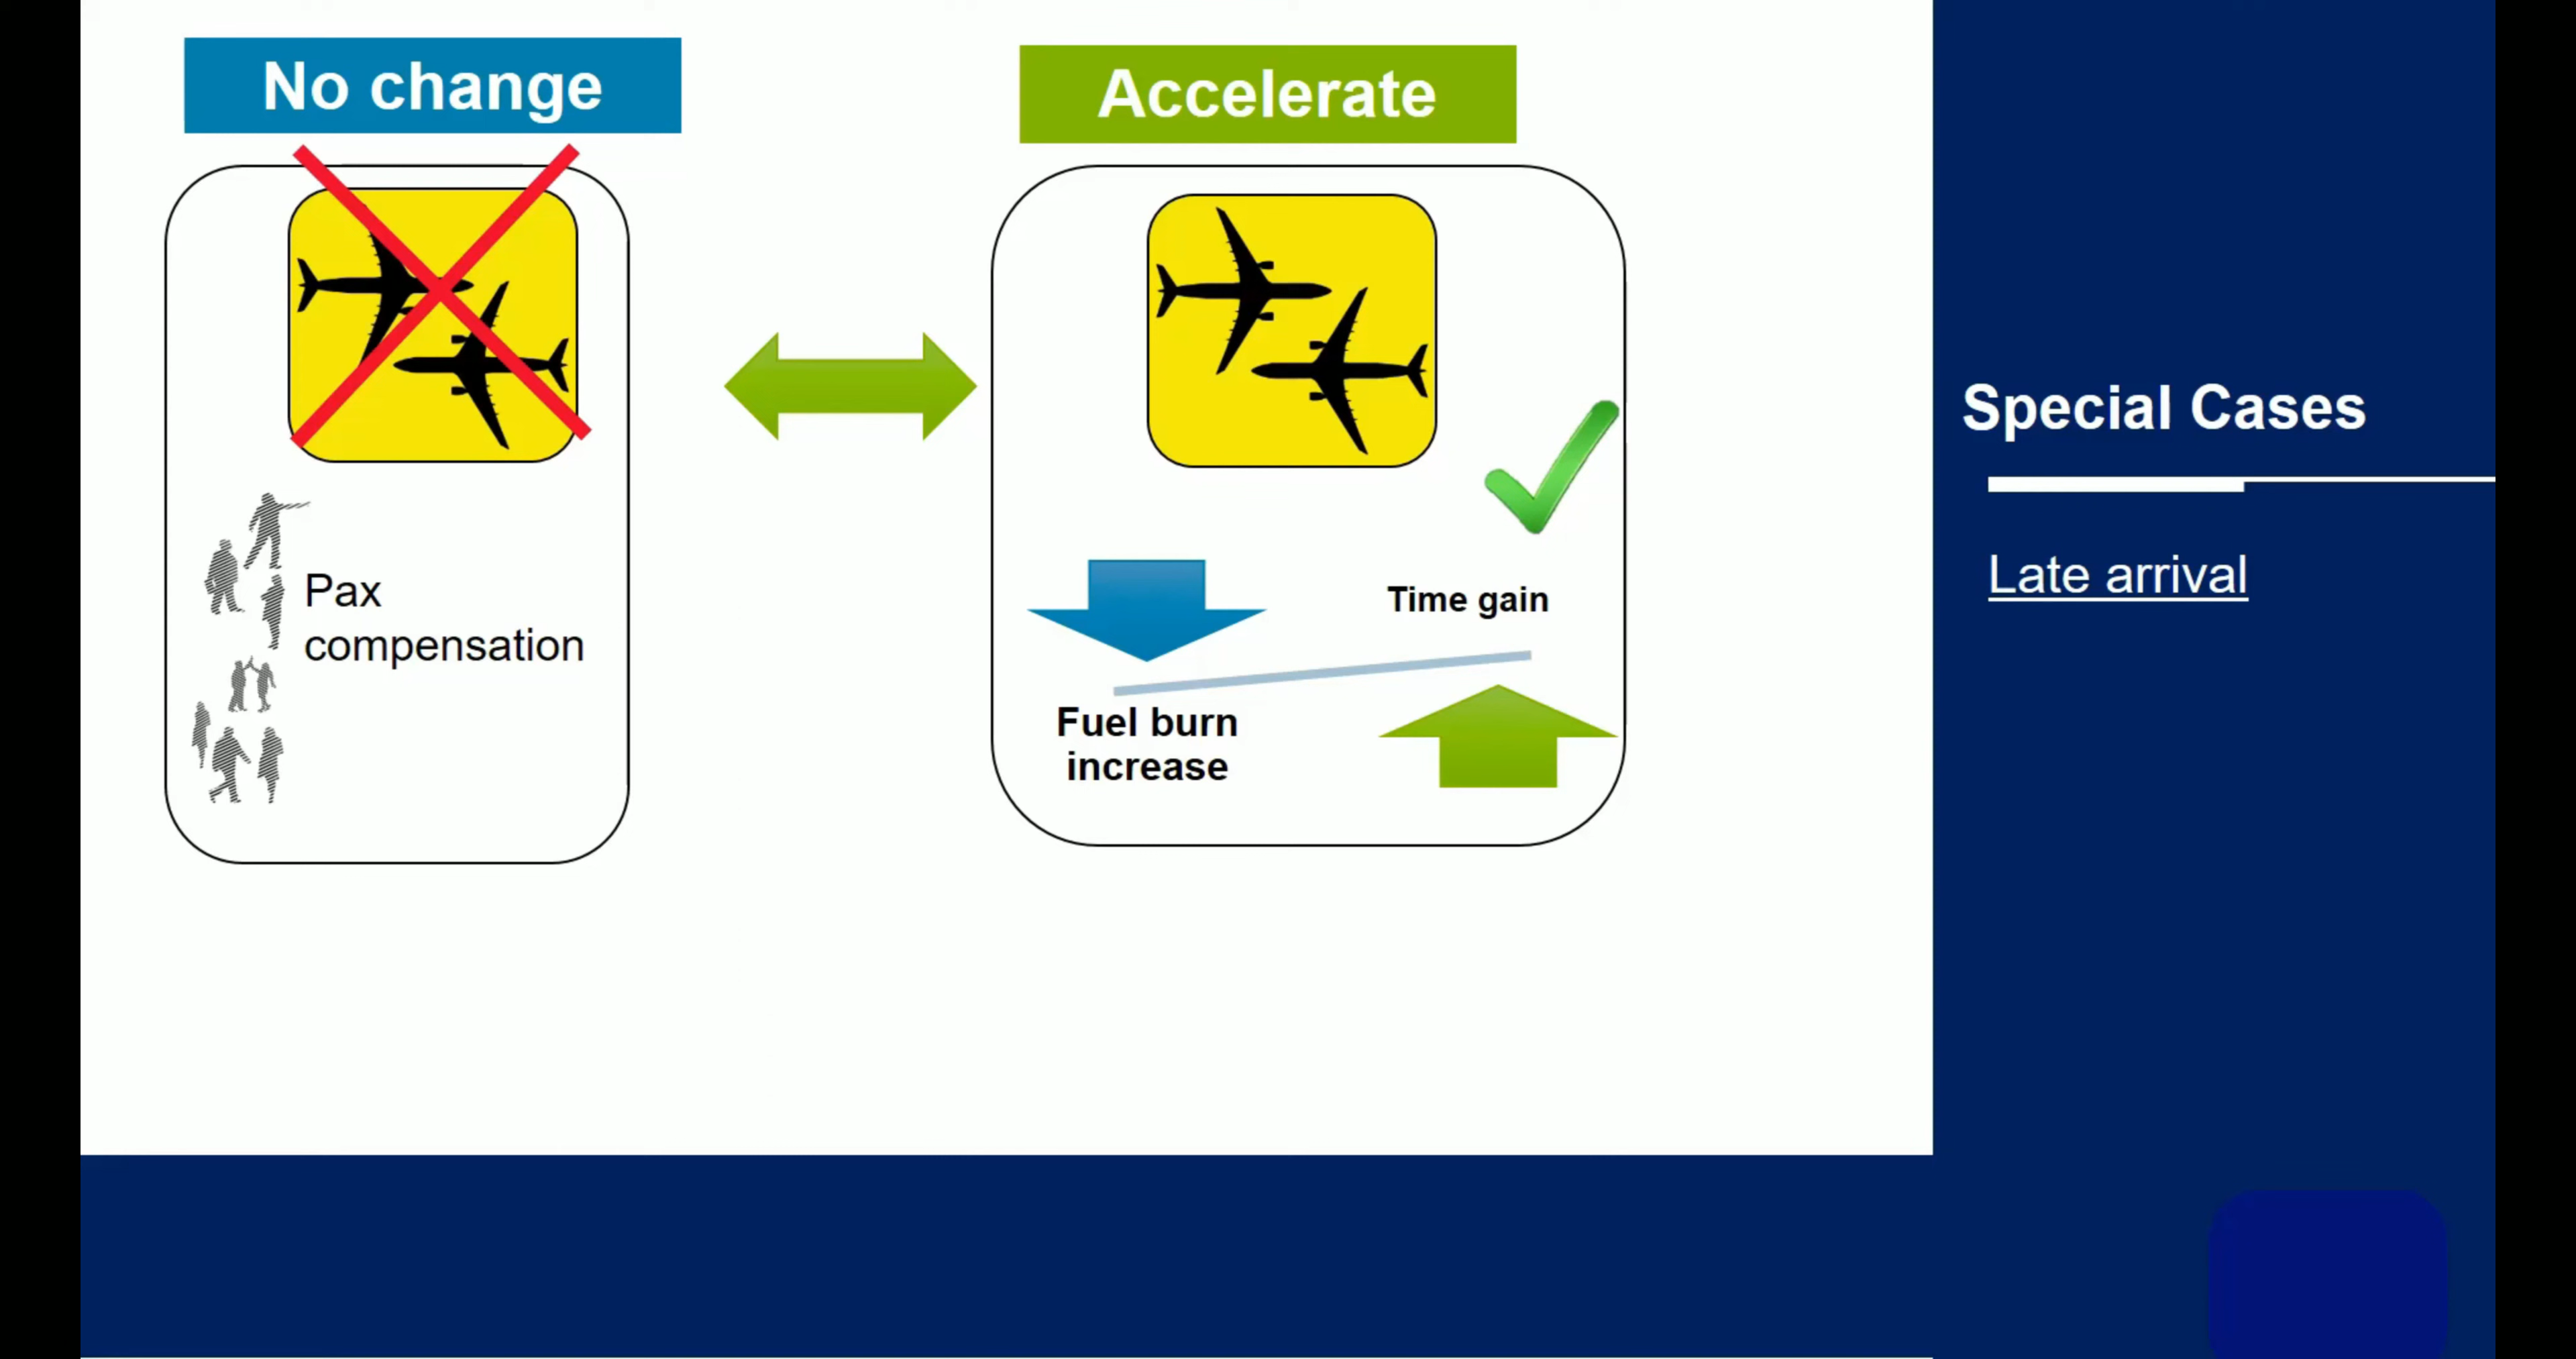 No change
Accelerate
Pax
compensation
Time gain
Fuel burn
increase
Special Cases
Late arrival